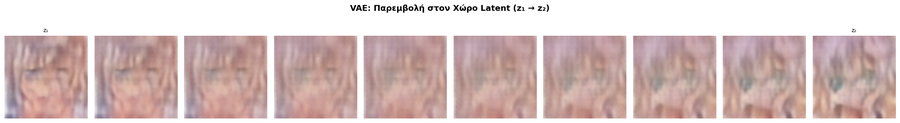 VAE: Παρεμβολή στον Χώρο Latent (z₁ → z₂)
z₁
z₂